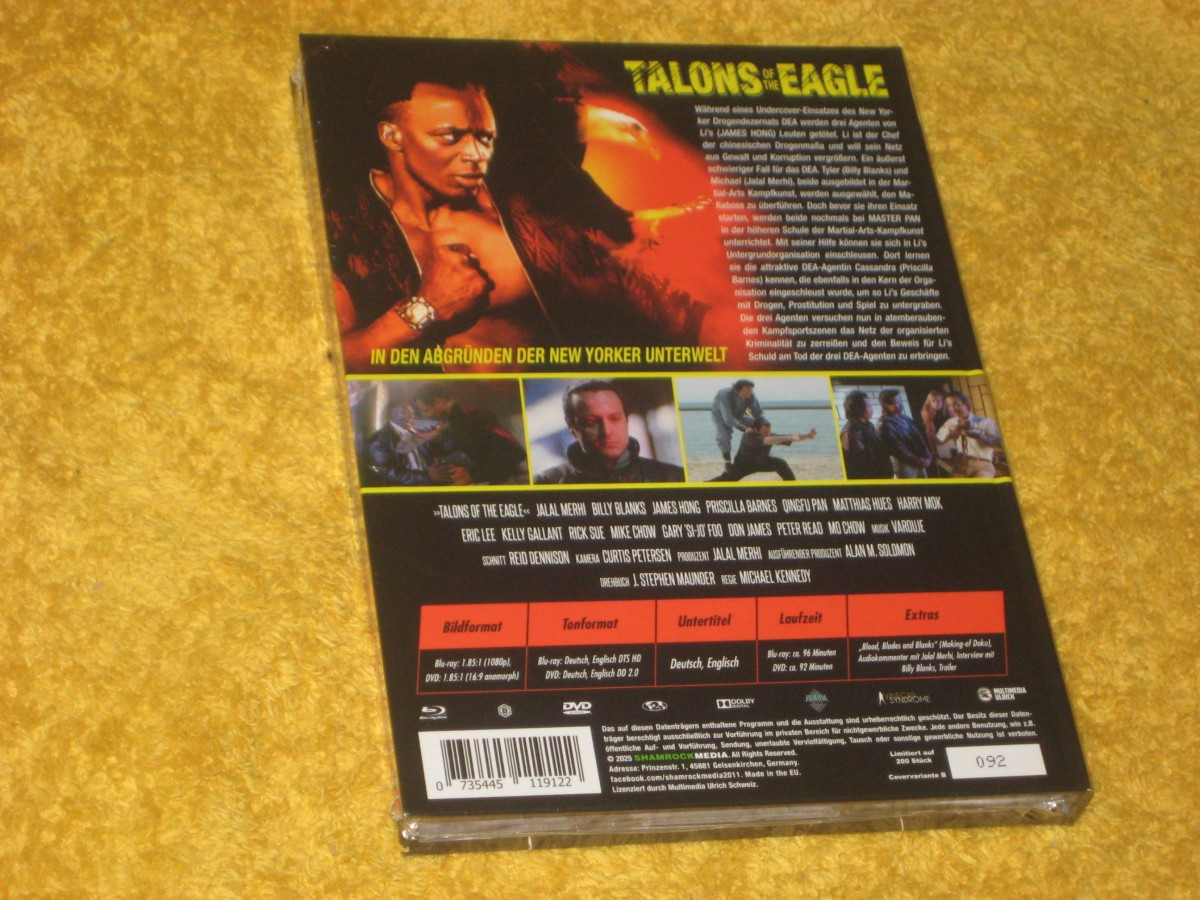 TALONS OF THE EAGLE
Während eines Undercover-Einsatzes des New Yor-
ker Drogendezernats DEA werden drei Agenten von
Li's (JAMES HONG) Leuten getötet. Li ist der Chef
der chinesischen Drogenmafia und will sein Netz
aus Gewalt und Korruption vergrößern. Ein äußerst
schwieriger Fall für das DEA. Tyler (Billy Blanks) und
Michael (Jalal Merhi), beide ausgebildet in der Mar-
tial-Arts Kampfkunst, werden ausgewählt, den Ma-
fiaboss zu überführen. Doch bevor sie ihren Einsatz
starten, werden beide nochmals bei MASTER PAN
in der höheren Schule der Martial-Arts-Kampfkunst
unterrichtet. Mit seiner Hilfe können sie sich in Li's
Untergrundorganisation einschleusen. Dort lernen
sie die attraktive DEA-Agentin Cassandra (Priscilla
Barnes) kennen, die ebenfalls in den Kern der Orga-
nisation eingeschleust wurde, um so Li's Geschäfte
mit Drogen, Prostitution und Spiel zu untergraben.
Die drei Agenten versuchen nun in atemberauben-
den Kampfsportszenen das Netz der organisierten
Kriminalität zu zerreißen und den Beweis für Li's
Schuld am Tod der drei DEA-Agenten zu erbringen.
IN DEN ABGRÜNDEN DER NEW YORKER UNTERWELT
»TALONS OF THE EAGLE« JALAL MERHI BILLY BLANKS JAMES HONG PRISCILLA BARNES QINGFU PAN MATTHIAS HUES HARRY MOK
ERIC LEE KELLY GALLANT RICK SUE MIKE CHOW GARY 'SI-JO' FOO DON JAMES PETER READ MO CHOW MUSIK VAROUJE
SCHNITT REID DENNISON KAMERA CURTIS PETERSEN PRODUZENT JALAL MERHI AUSFÜHRENDER PRODUZENT ALAN M. SOLOMON
DREHBUCH J. STEPHEN MAUNDER REGIE MICHAEL KENNEDY
Bildformat Tonformat Untertitel Laufzeit Extras
Blu-ray: 1.85:1 (1080p),
DVD: 1.85:1 (16:9 anamorph)
Blu-ray: Deutsch, Englisch DTS HD
DVD: Deutsch, Englisch DD 2.0
Deutsch, Englisch
Blu-ray: ca. 96 Minuten
DVD: ca. 92 Minuten
„Blood, Blades and Blanks“ (Making-of Doku),
Audiokommentar mit Jalal Merhi, Interview mit
Billy Blanks, Trailer
Blu-ray B DVD 2 DOLBY DIGITAL SYNDROME MULTIMEDIA ULRICH
Das auf diesen Datenträgern enthaltene Programm und die Ausstattung sind urheberrechtlich geschützt. Der Besitz dieser Daten-
träger berechtigt ausschließlich zur Vorführung im privaten Bereich für nichtgewerbliche Zwecke. Jede andere Benutzung, wie z.B.
öffentliche Auf- und Vorführung, Sendung, unerlaubte Vervielfältigung, Tausch oder sonstige gewerbliche Nutzung ist verboten.
© 2025 SHAMROCKMEDIA. All Rights Reserved.
Adresse: Prinzenstr. 1, 45881 Gelsenkirchen, Germany.
facebook.com/shamrockmedia2011. Made in the EU.
Lizenziert durch Multimedia Ulrich Schweiz.
Limitiert auf
200 Stück
Covervariante B
092
0 735445 119122